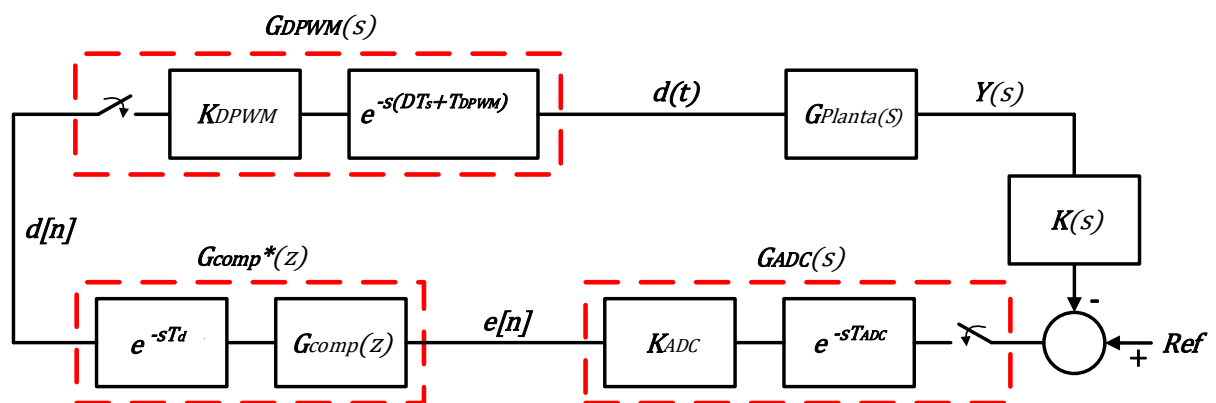 GDPWM(s)
KDPWM
e-s(DTs+TDPWM)
d(t)
GPlanta(S)
Y(s)
K(s)
d[n]
Gcomp*(z)
e -sTd
Gcomp(z)
e[n]
GADC(s)
KADC
e -sTADC
-
+
Ref